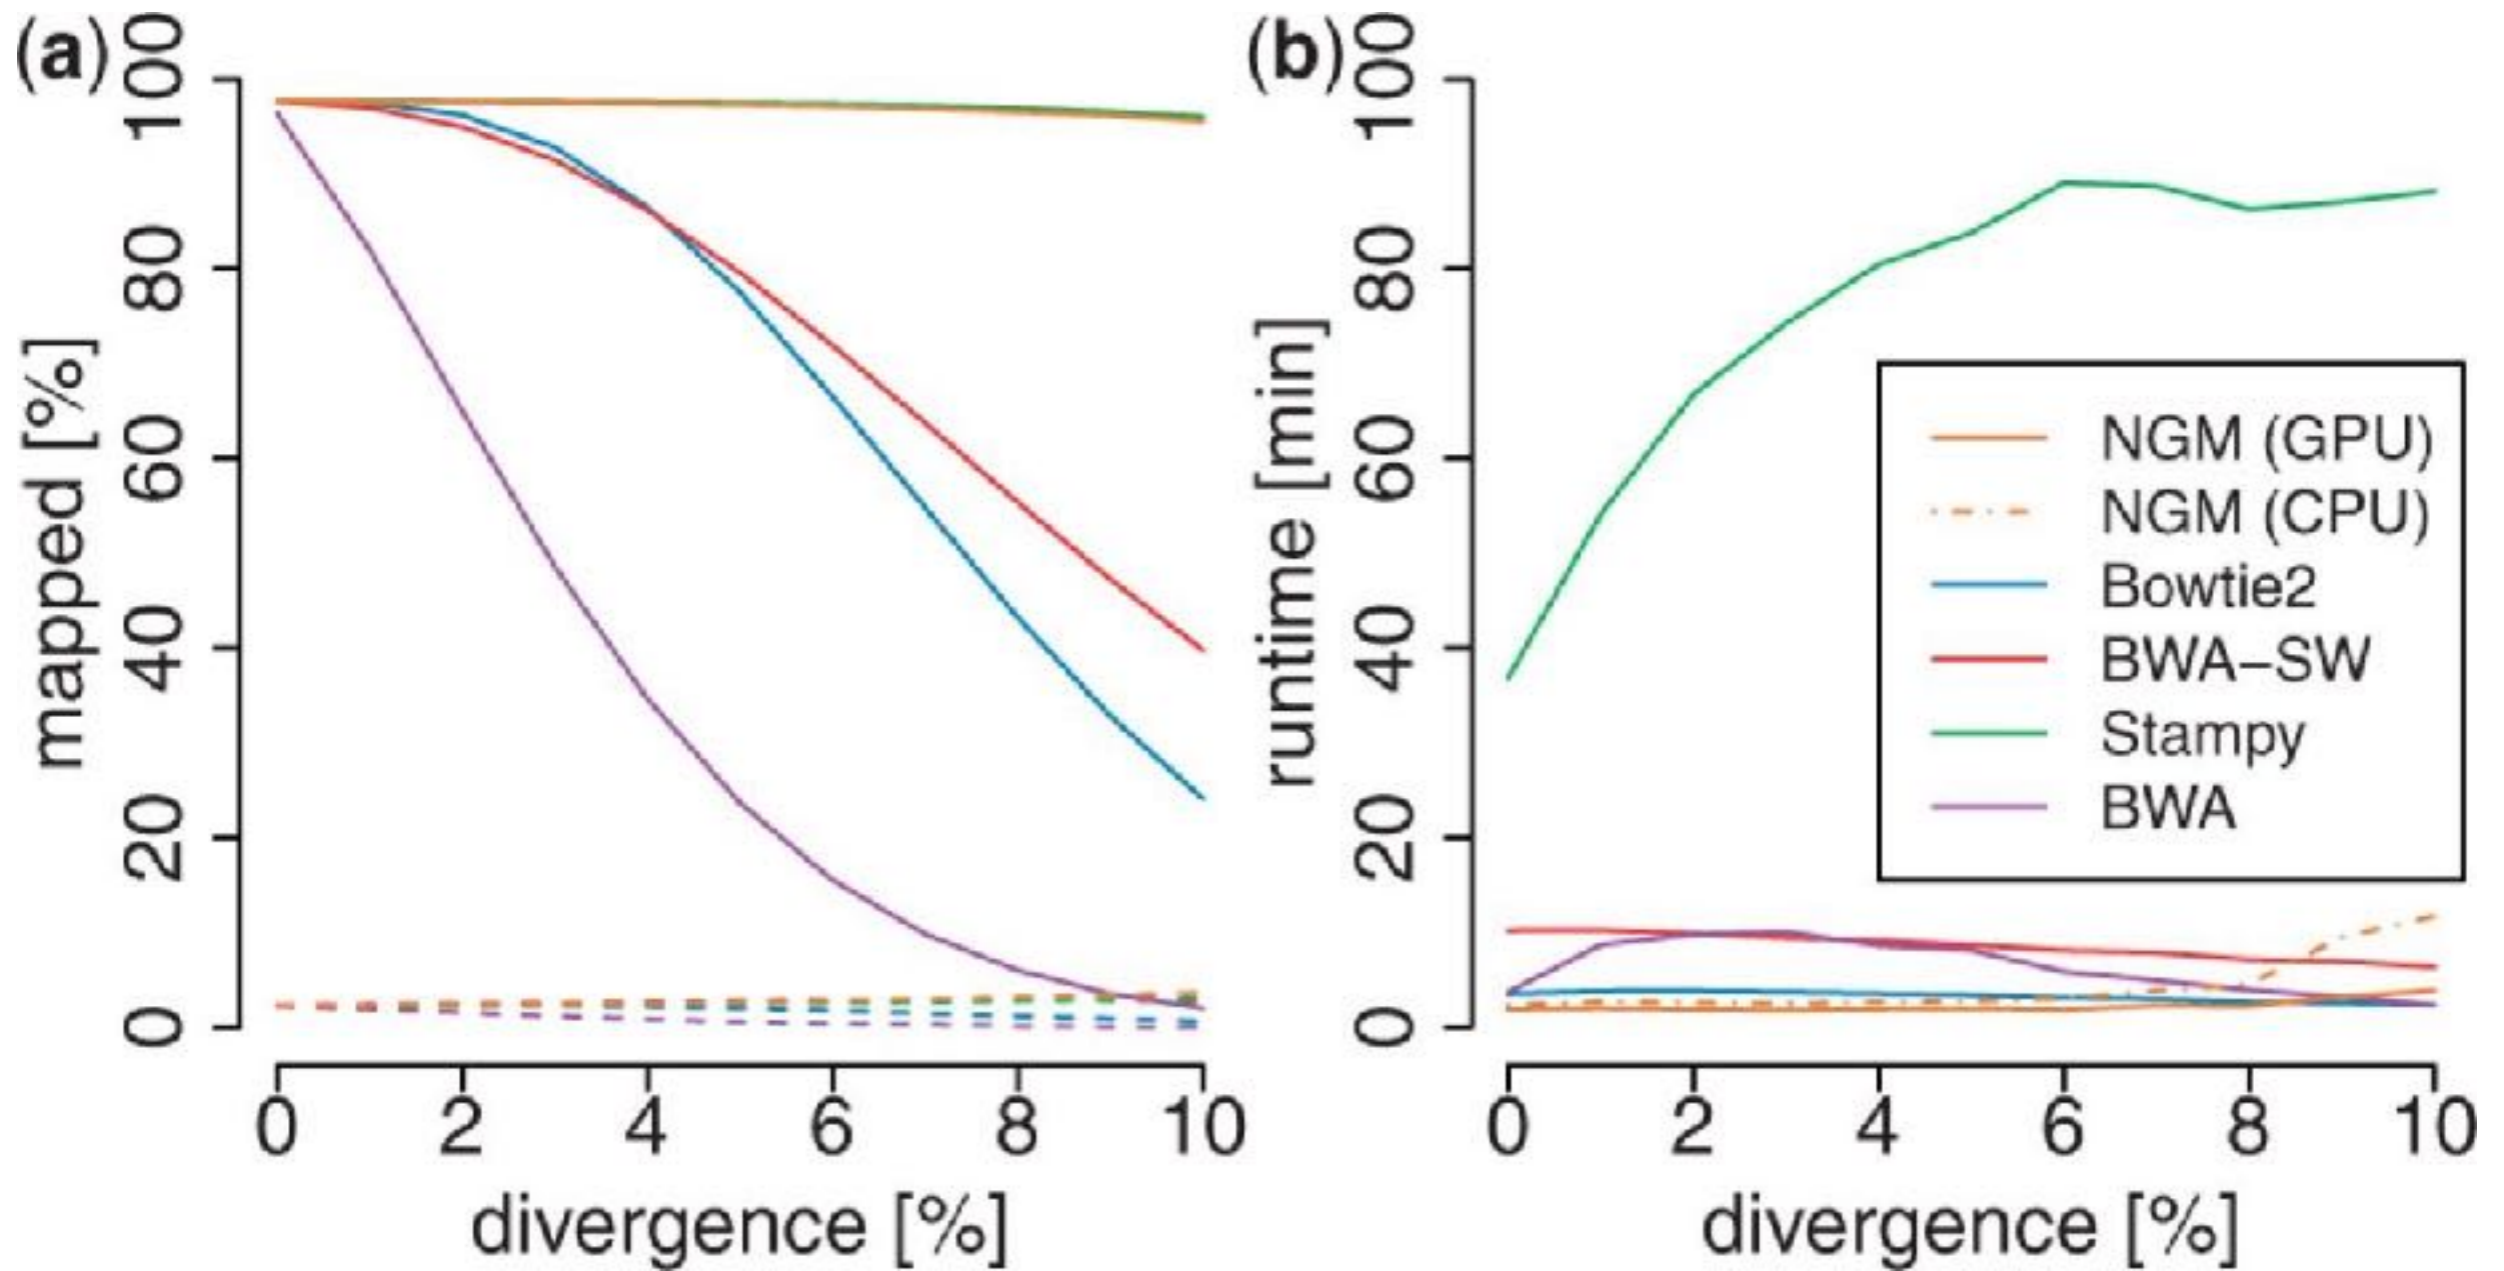 (a)
mapped [%]
100
80
60
40
20
0
0 2 4 6 8 10
divergence [%]
(b)
runtime [min]
100
80
60
40
20
0
NGM (GPU)
NGM (CPU)
Bowtie2
BWA−SW
Stampy
BWA
0 2 4 6 8 10
divergence [%]